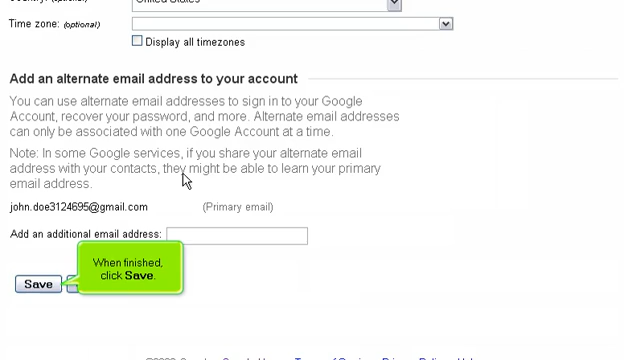 Time zone: (optional)
Display all timezones
Add an alternate email address to your account
You can use alternate email addresses to sign in to your Google
Account, recover your password, and more. Alternate email addresses
can only be associated with one Google Account at a time.
Note: In some Google services, if you share your alternate email
address with your contacts, they might be able to learn your primary
email address.
john.doe3124695@gmail.com (Primary email)
Add an additional email address:
When finished,
click Save.
Save